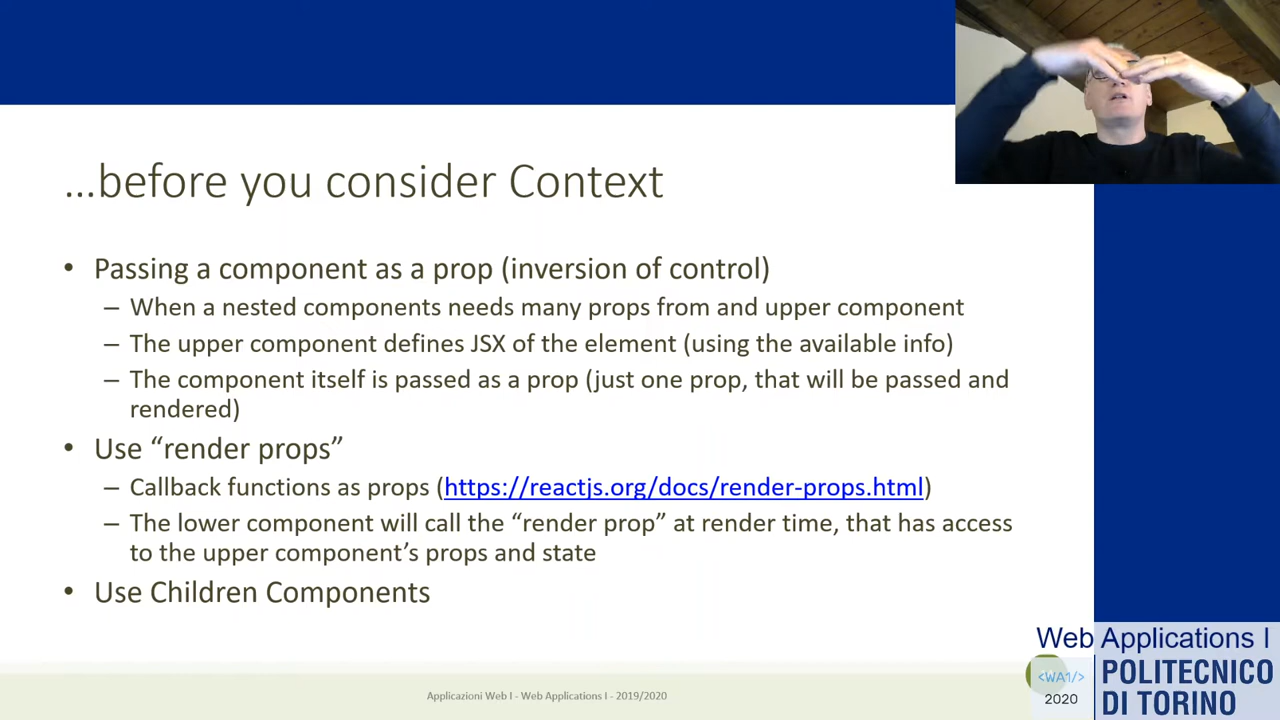 …before you consider Context
• Passing a component as a prop (inversion of control)
– When a nested components needs many props from and upper component
– The upper component defines JSX of the element (using the available info)
– The component itself is passed as a prop (just one prop, that will be passed and
rendered)
• Use “render props”
– Callback functions as props (https://reactjs.org/docs/render-props.html)
– The lower component will call the “render prop” at render time, that has access
to the upper component’s props and state
• Use Children Components
Applicazioni Web I - Web Applications I - 2019/2020
Web Applications I
<WA1/>
2020
POLITECNICO
DI TORINO